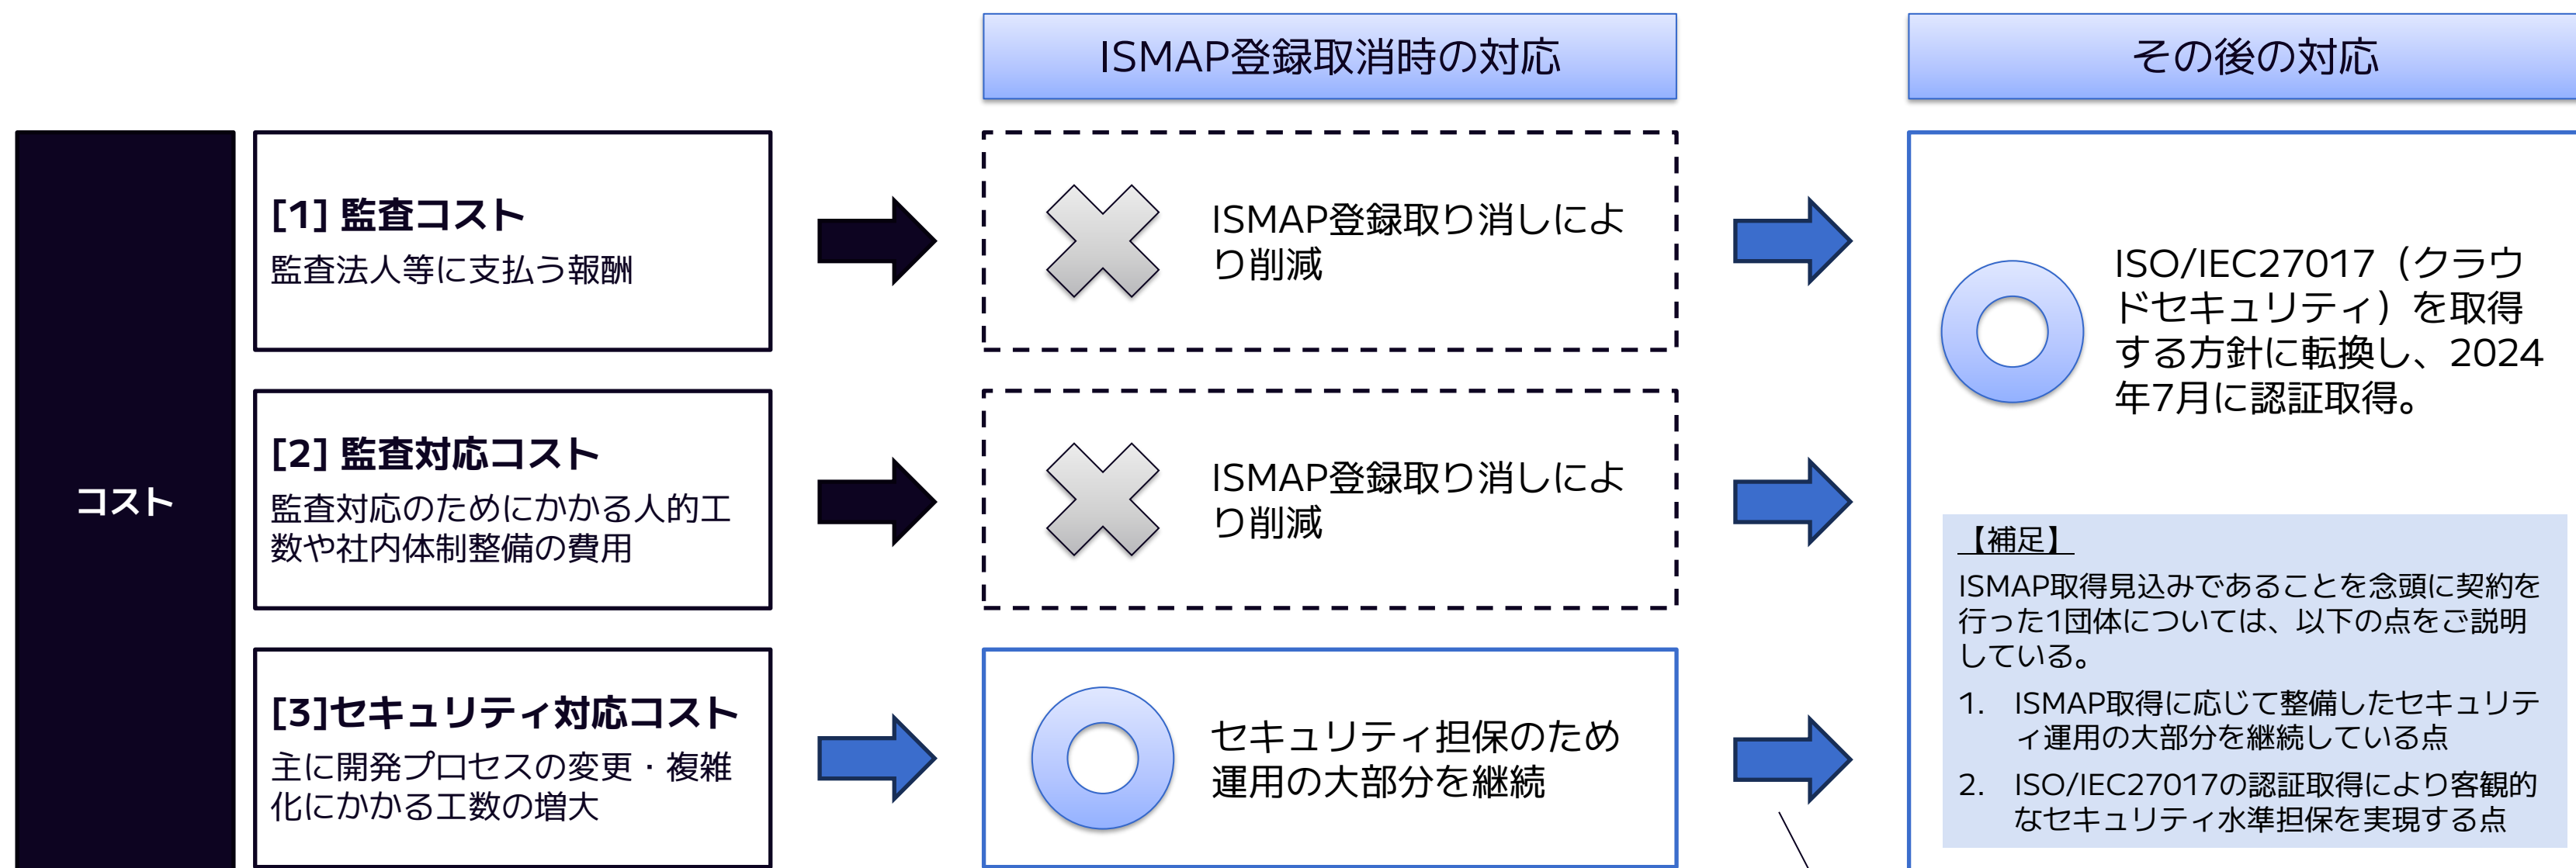 ISMAP登録取消時の対応
その後の対応
コスト
[1] 監査コスト
監査法人等に支払う報酬
ISMAP登録取り消しによ
り削減
[2] 監査対応コスト
監査対応のためにかかる人的工
数や社内体制整備の費用
ISMAP登録取り消しによ
り削減
[3]セキュリティ対応コスト
主に開発プロセスの変更・複雑
化にかかる工数の増大
セキュリティ担保のため
運用の大部分を継続
ISO/IEC27017（クラウ
ドセキュリティ）を取得
する方針に転換し、2024
年7月に認証取得。
【補足】
ISMAP取得見込みであることを念頭に契約を
行った1団体については、以下の点をご説明
している。
1. ISMAP取得に応じて整備したセキュリテ
ィ運用の大部分を継続している点
2. ISO/IEC27017の認証取得により客観的
なセキュリティ水準担保を実現する点